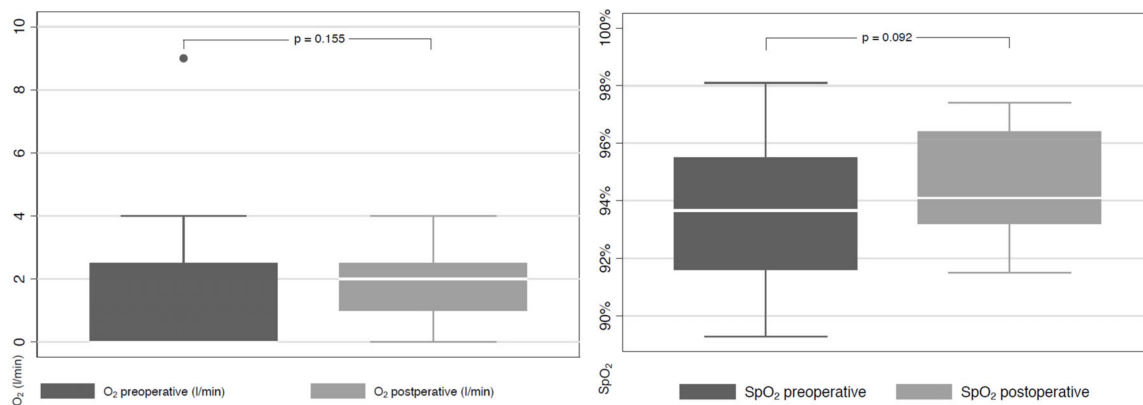 10
8
6
4
2
0
O₂ (l/min)
p = 0.155
O₂ preoperative (l/min)
O₂ postperative (l/min)
100%
98%
96%
94%
92%
90%
SpO₂
p = 0.092
SpO₂ preoperative
SpO₂ postoperative